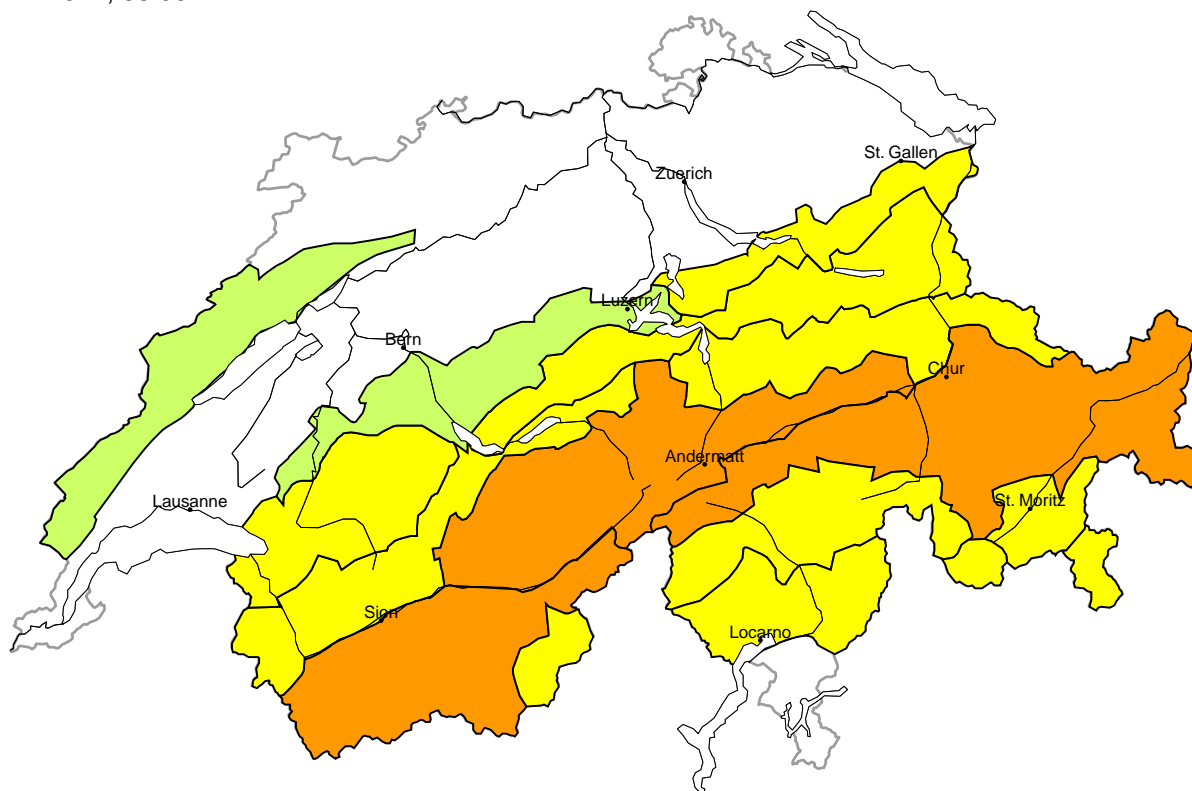 St. Gallen
Zuerich
Luzern
Bern
Chur
Andermatt
Lausanne
St. Moritz
Sion
Locarno